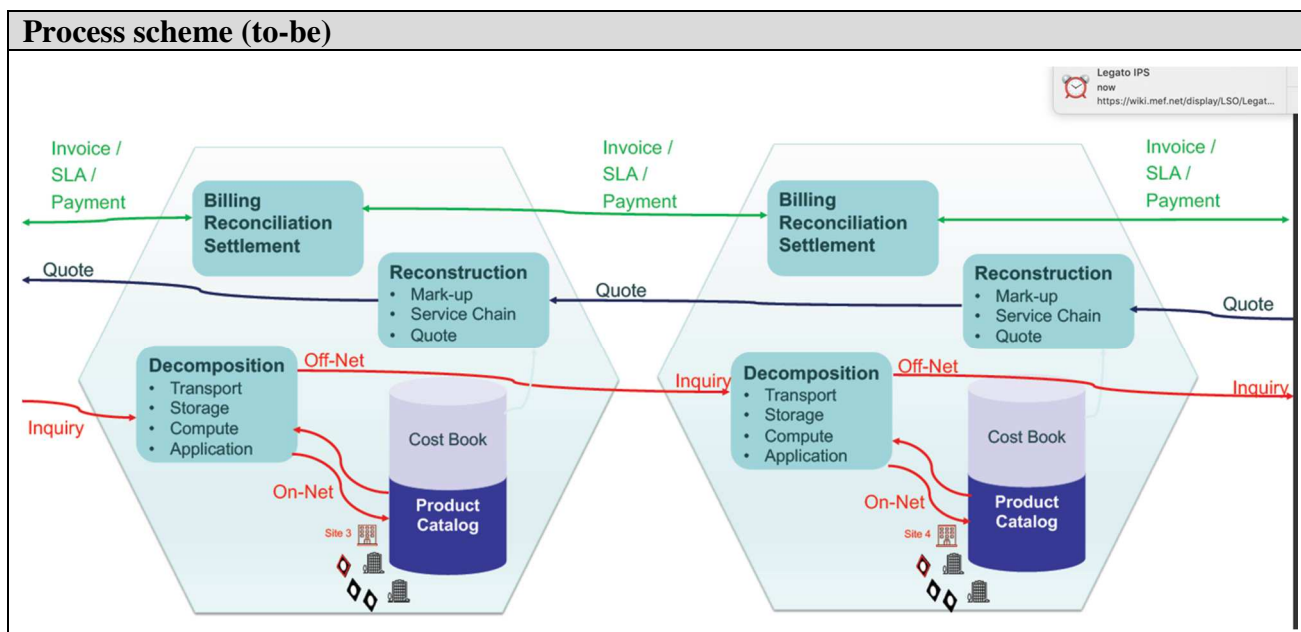 Process scheme (to-be)
Legato IPS
now
https://wiki.mef.net/display/LSO/Legat...
Invoice /
SLA /
Payment
Billing
Reconciliation
Settlement
Invoice /
SLA /
Payment
Billing
Reconciliation
Settlement
Invoice /
SLA /
Payment
Quote
Reconstruction
• Mark-up
• Service Chain
• Quote
Quote
Reconstruction
• Mark-up
• Service Chain
• Quote
Quote
Inquiry
Decomposition
• Transport
• Storage
• Compute
• Application
Off-Net
On-Net
Cost Book
Product
Catalog
Site 3
Inquiry
Decomposition
• Transport
• Storage
• Compute
• Application
Off-Net
On-Net
Cost Book
Product
Catalog
Site 4
Inquiry